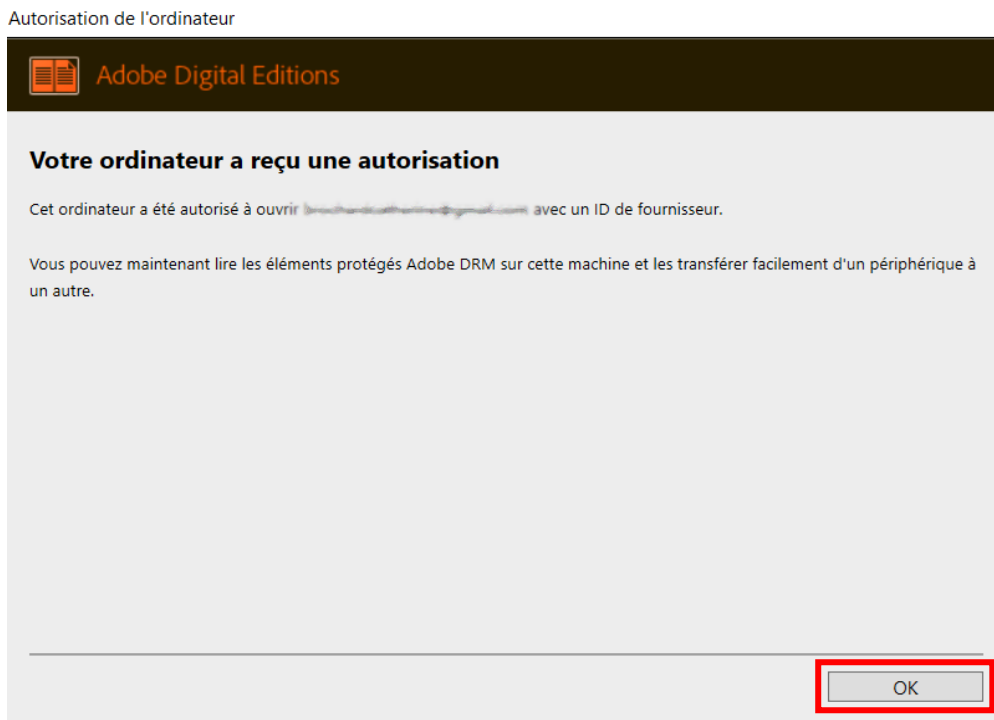 Autorisation de l'ordinateur
Adobe Digital Editions
Votre ordinateur a reçu une autorisation
Cet ordinateur a été autorisé à ouvrir avec un ID de fournisseur.
Vous pouvez maintenant lire les éléments protégés Adobe DRM sur cette machine et les transférer facilement d'un périphérique à
un autre.
OK